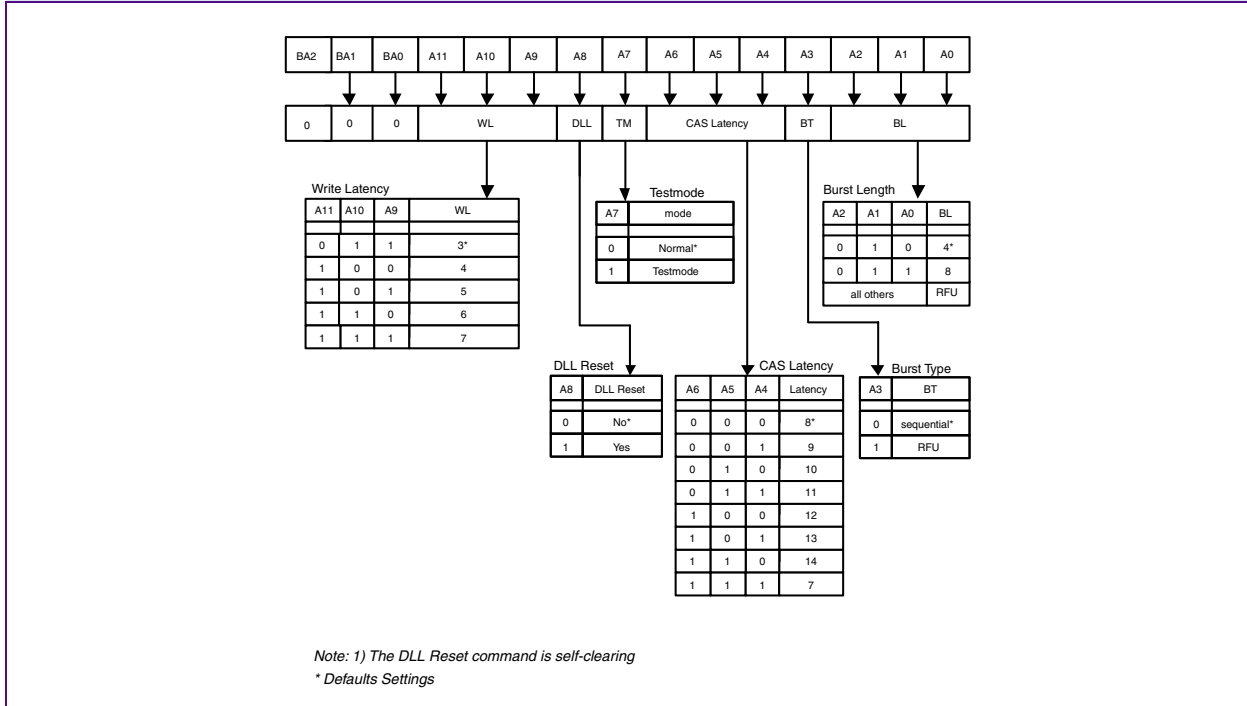 BA2 BA1 BA0 A11 A10 A9 A8 A7 A6 A5 A4 A3 A2 A1 A0
0 0 0 WL DLL TM CAS Latency BT BL
Write Latency
A11 A10 A9 WL
0 1 1 3*
1 0 0 4
1 0 1 5
1 1 0 6
1 1 1 7
Testmode
A7 mode
0 Normal*
1 Testmode
Burst Length
A2 A1 A0 BL
0 1 0 4*
0 1 1 8
all others RFU
DLL Reset
A8 DLL Reset
0 No*
1 Yes
CAS Latency
A6 A5 A4 Latency
0 0 0 8*
0 0 1 9
0 1 0 10
0 1 1 11
1 0 0 12
1 0 1 13
1 1 0 14
1 1 1 7
Burst Type
A3 BT
0 sequential*
1 RFU
Note: 1) The DLL Reset command is self-clearing
* Defaults Settings